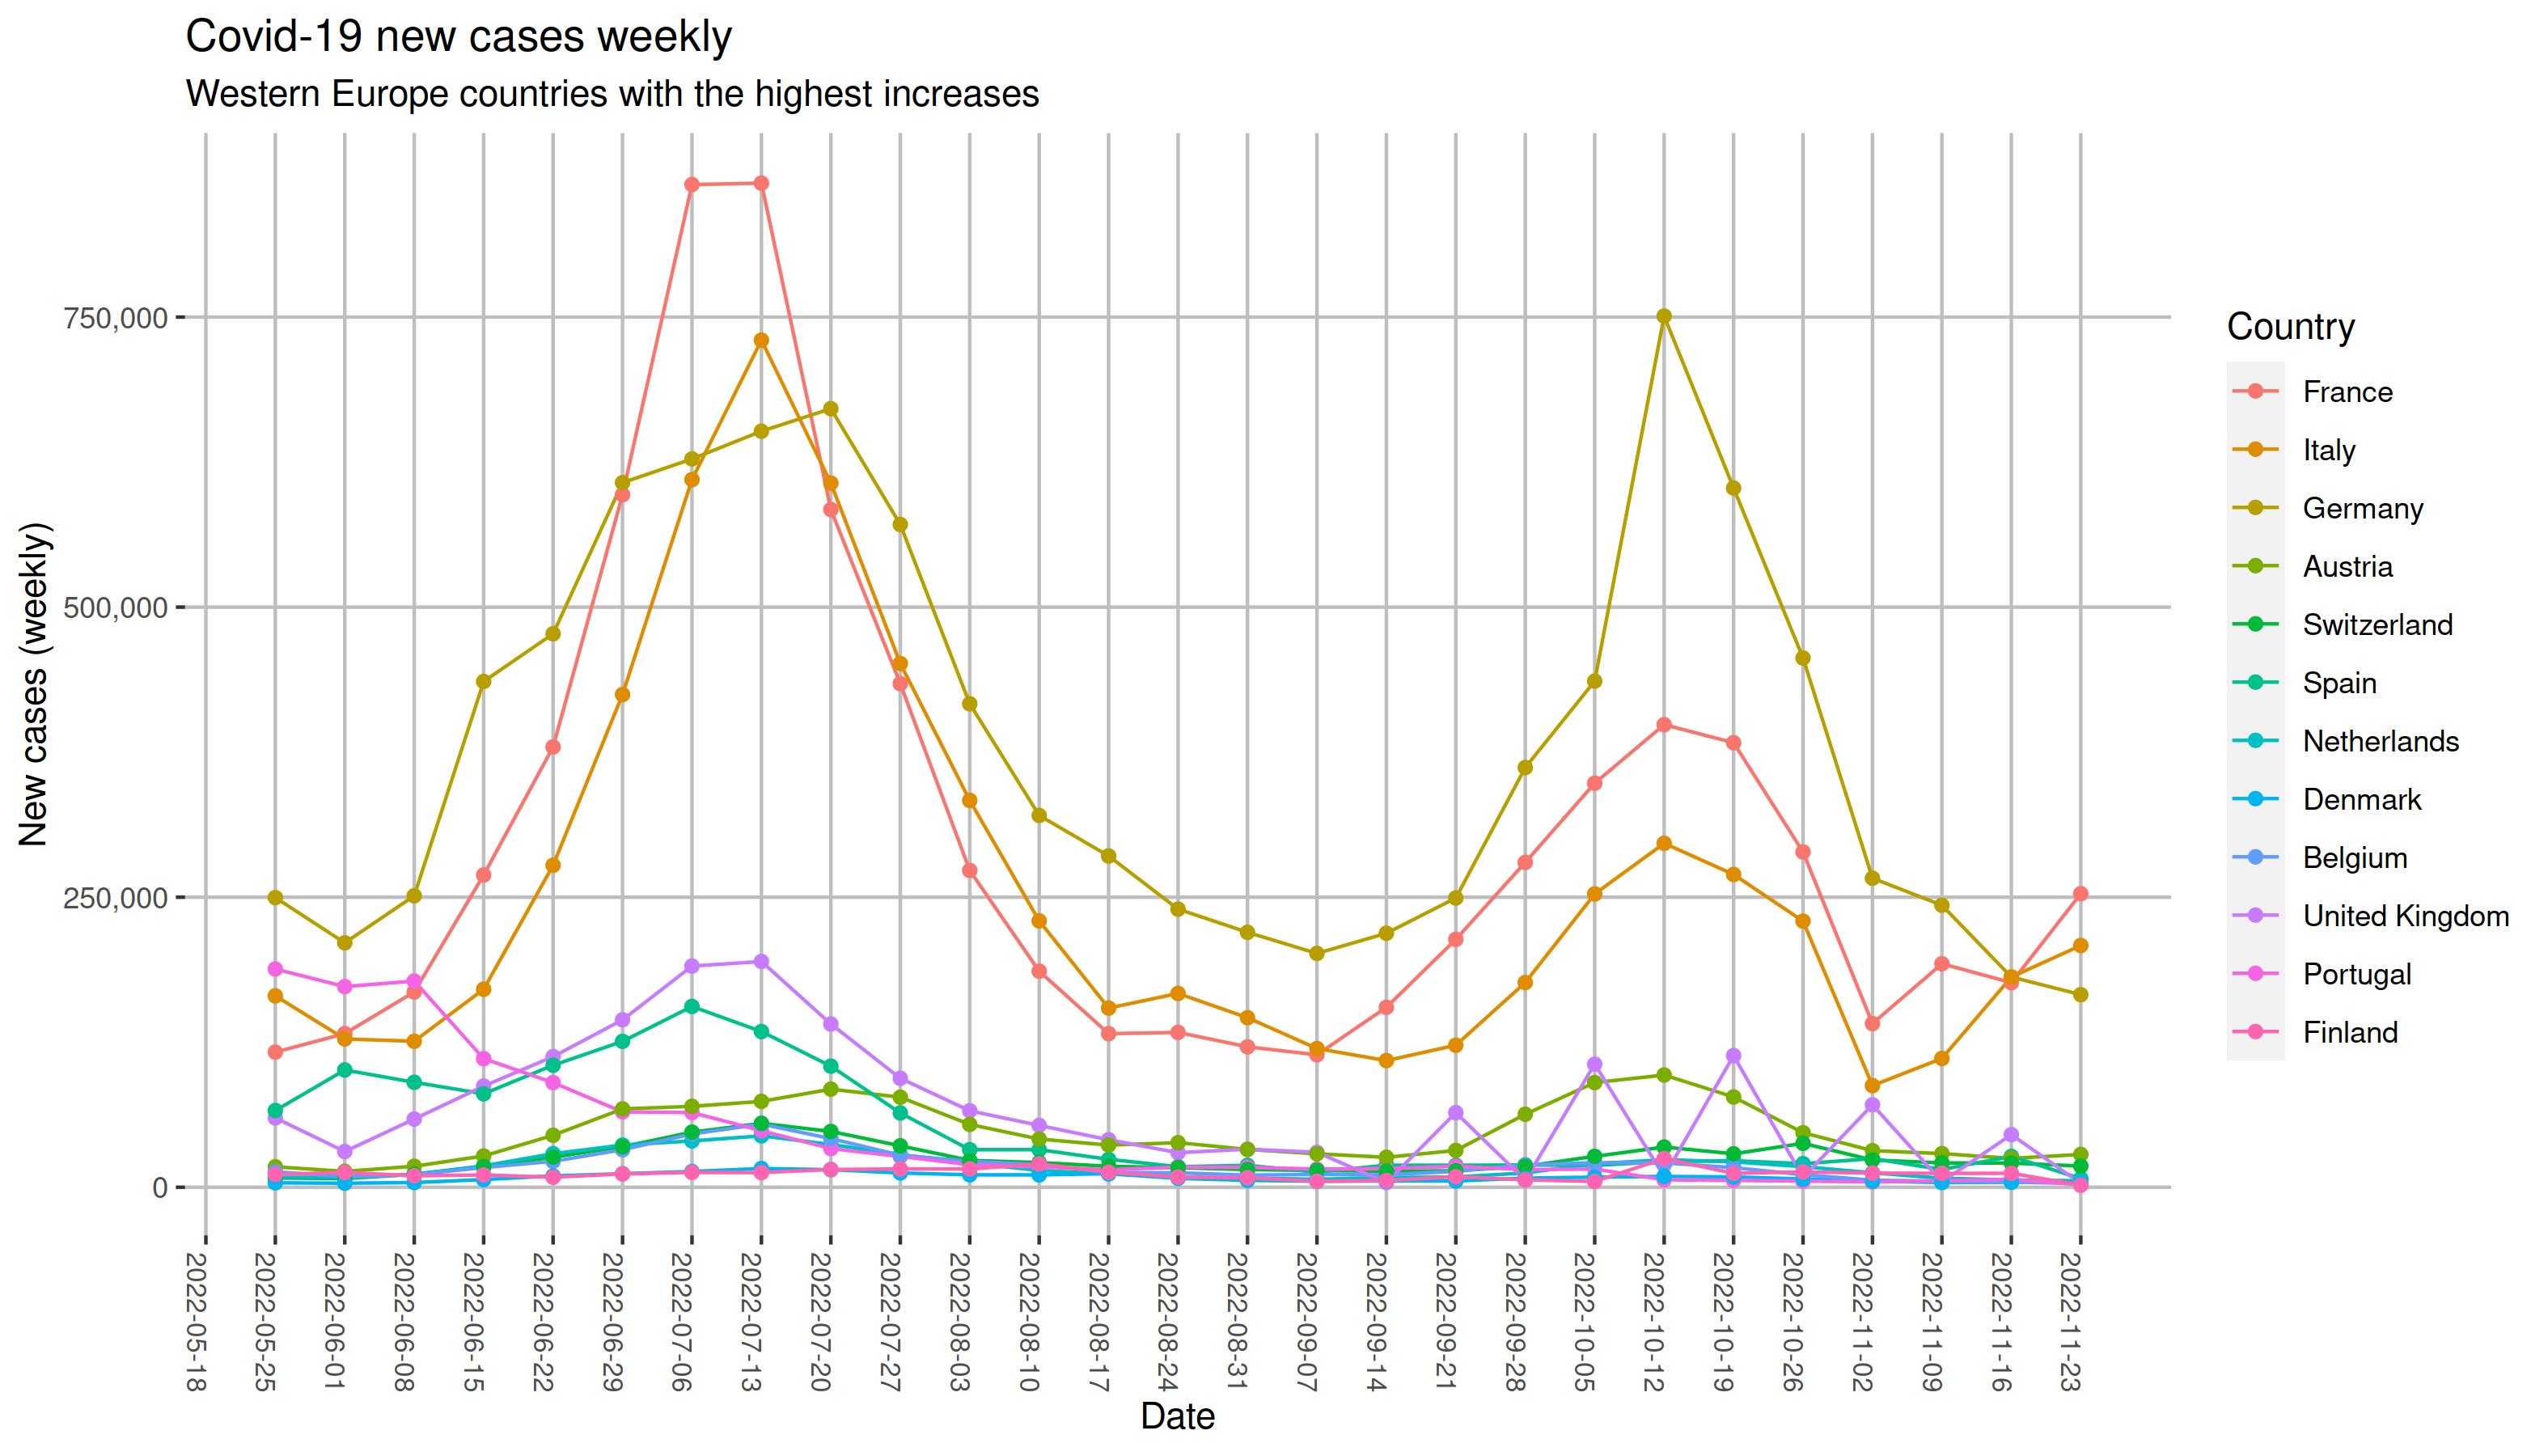 Covid-19 new cases weekly
Western Europe countries with the highest increases
New cases (weekly)
750,000
500,000
250,000
0
2022-05-18
2022-05-25
2022-06-01
2022-06-08
2022-06-15
2022-06-22
2022-06-29
2022-07-06
2022-07-13
2022-07-20
2022-07-27
2022-08-03
2022-08-10
2022-08-17
2022-08-24
2022-08-31
2022-09-07
2022-09-14
2022-09-21
2022-09-28
2022-10-05
2022-10-12
2022-10-19
2022-10-26
2022-11-02
2022-11-09
2022-11-16
2022-11-23
Date
Country
France
Italy
Germany
Austria
Switzerland
Spain
Netherlands
Denmark
Belgium
United Kingdom
Portugal
Finland